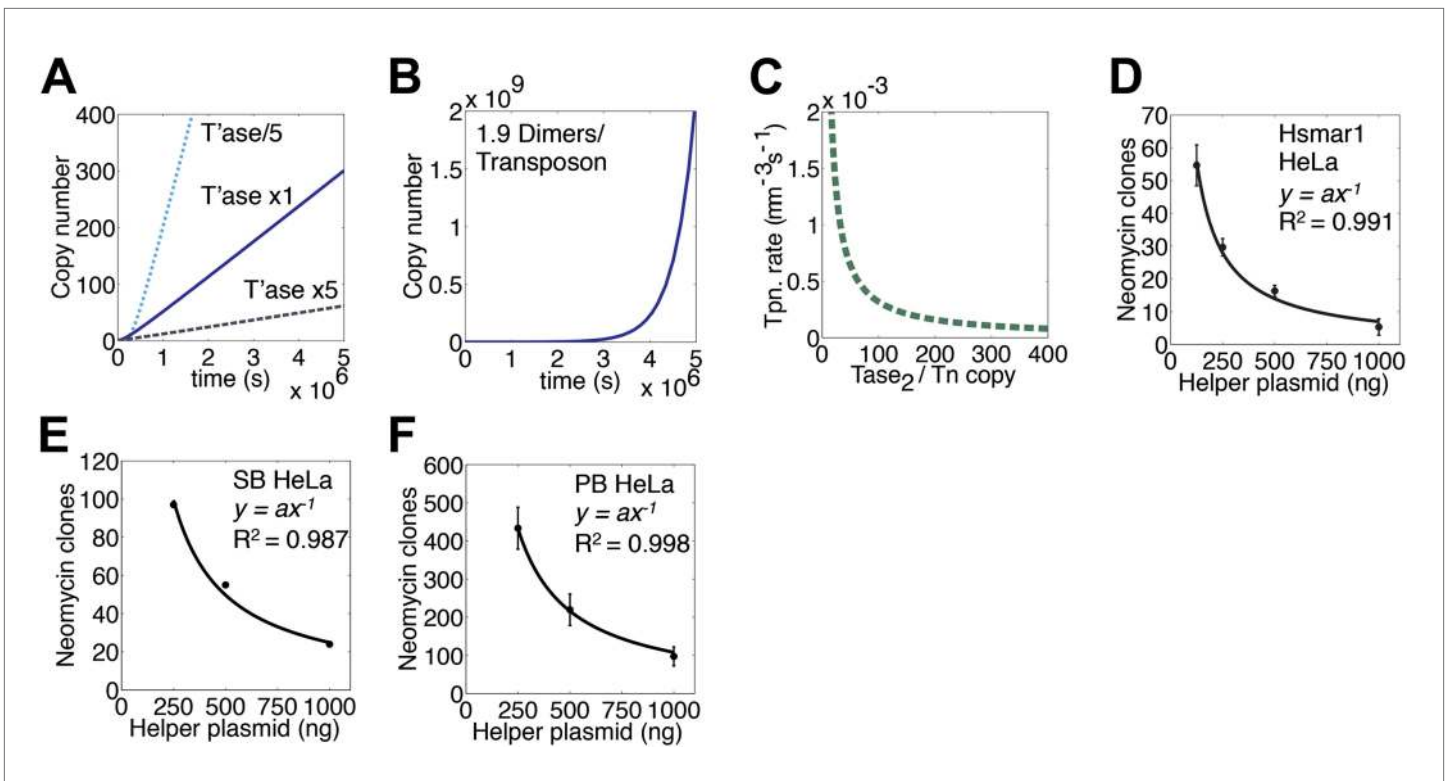 A
400
300
200
100
0
Copy number
T'ase/5
T'ase x1
T'ase x5
0 1 2 3 4 5
time (s)
x 10^6
B
x 10^9
2
1.5
1
0.5
0
Copy number
1.9 Dimers/
Transposon
0 1 2 3 4 5
time (s)
x 10^6
C
x 10^-3
2
1
0.5
0
Tpn. rate (nm^-3s^-1)
0 100 200 300 400
Tase2 / Tn copy
D
70
60
50
40
30
20
10
0
Neomycin clones
Hsmar1
HeLa
y = ax^-1
R² = 0.991
0 250 500 750 1000
Helper plasmid (ng)
E
120
100
80
60
40
20
0
Neomycin clones
SB HeLa
y = ax^-1
R² = 0.987
0 250 500 750 1000
Helper plasmid (ng)
F
600
500
400
300
200
100
0
Neomycin clones
PB HeLa
y = ax^-1
R² = 0.998
0 250 500 750 1000
Helper plasmid (ng)